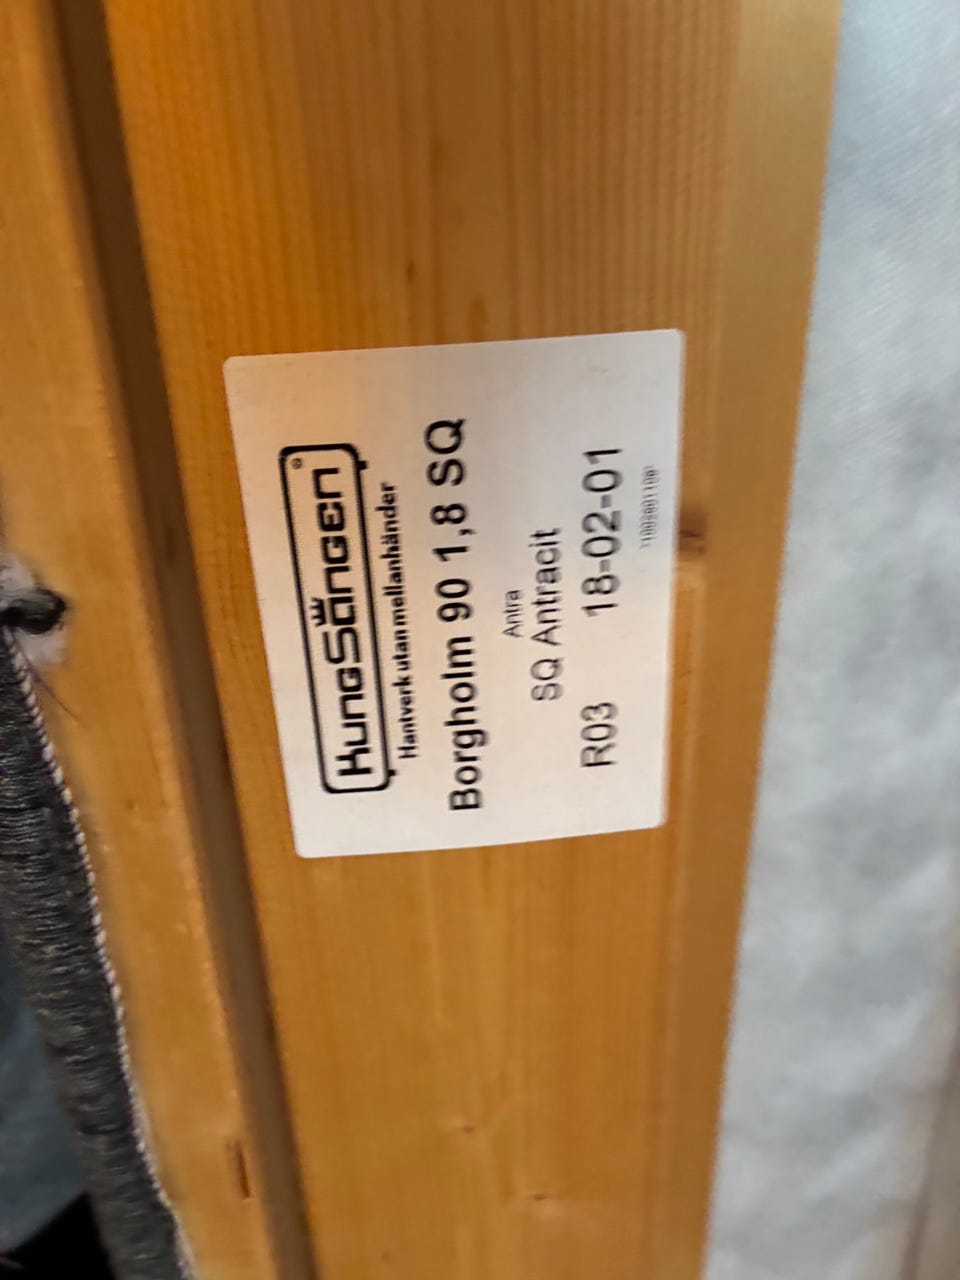 KungSängen®
Hantverk utan mellanhänder
Borgholm 90 1,8 SQ
Antra
SQ Antracit
R03 18-02-01